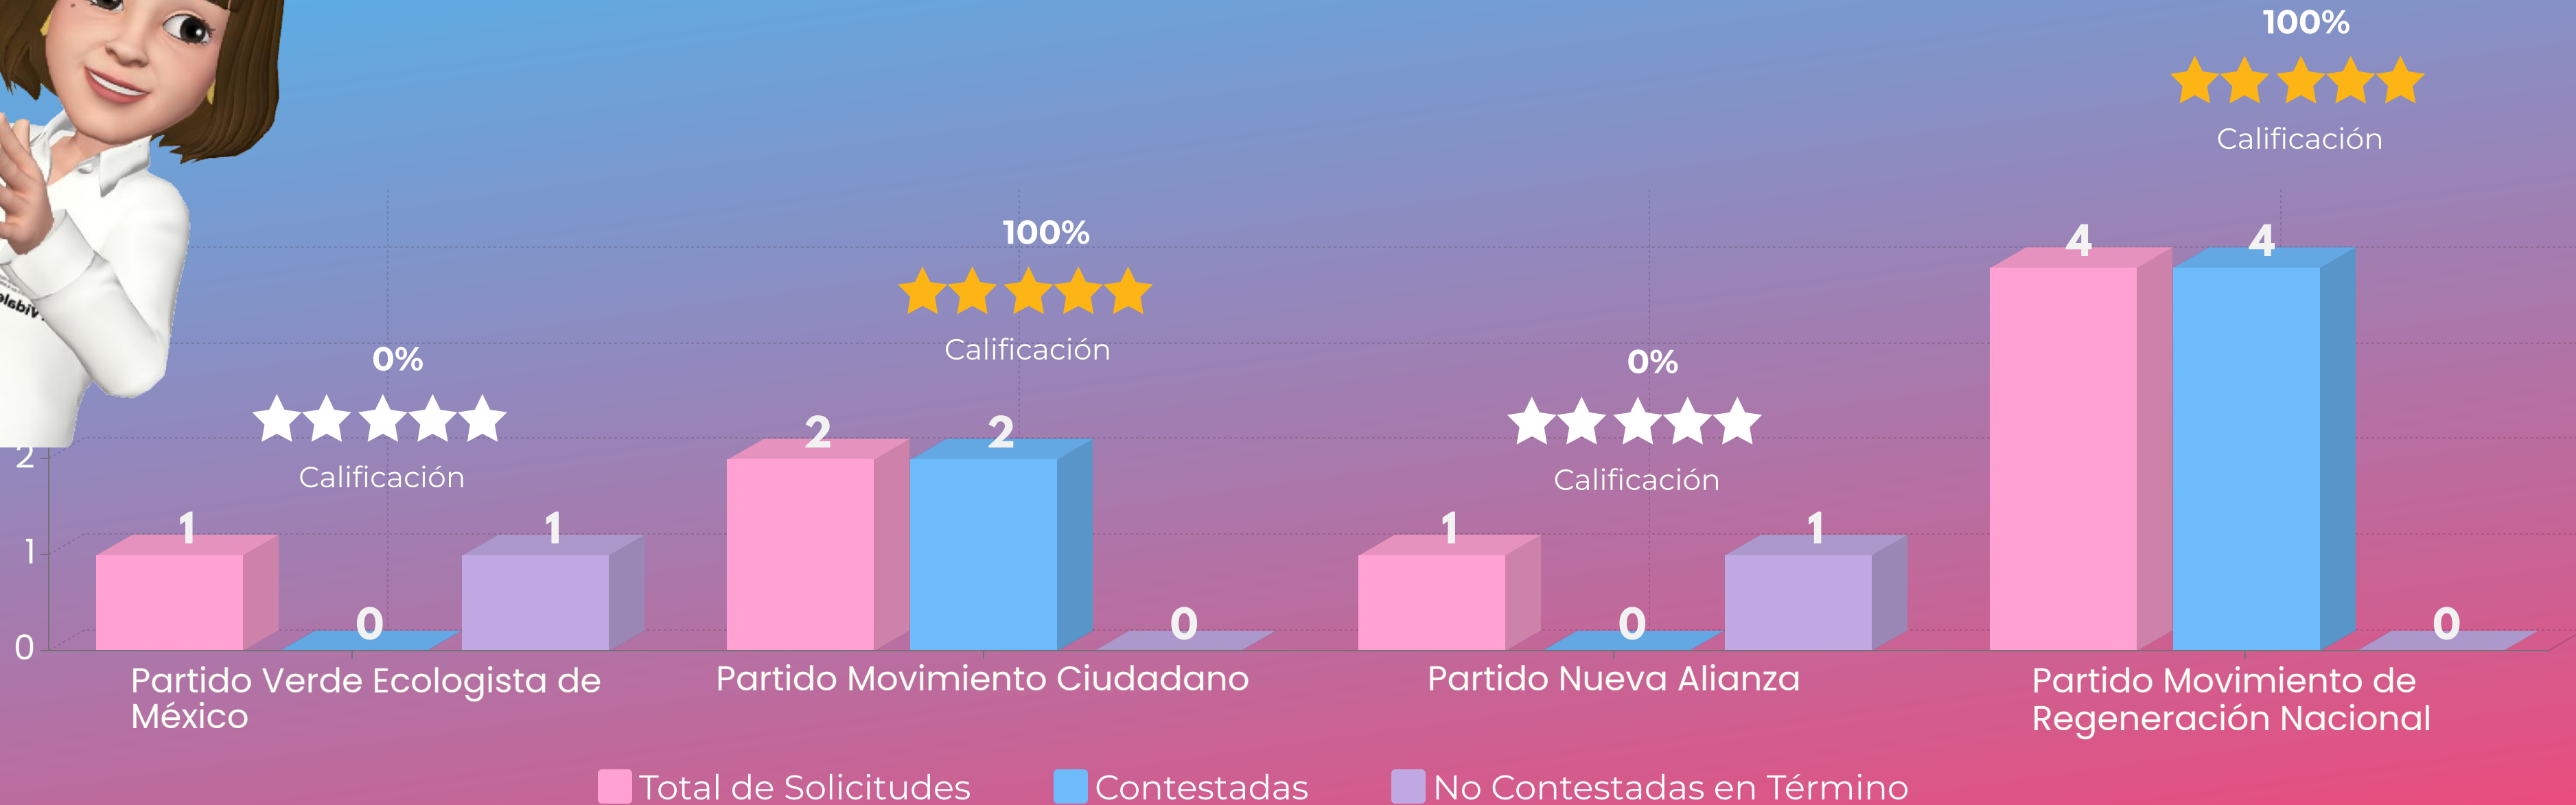 100%
Calificación
100%
Calificación
0%
Calificación
0%
Calificación
2
1
0
1
0
1
2
2
0
1
0
1
4
4
0
Partido Verde Ecologista de
México
Partido Movimiento Ciudadano
Partido Nueva Alianza
Partido Movimiento de
Regeneración Nacional
Total de Solicitudes
Contestadas
No Contestadas en Término